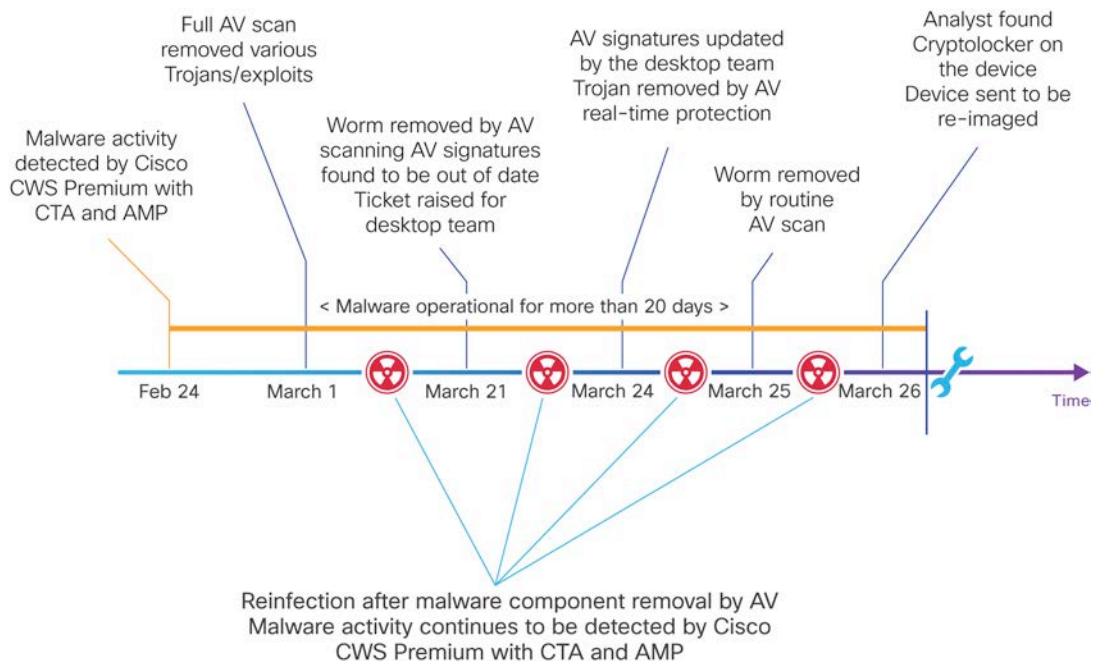 Malware activity
detected by Cisco
CWS Premium with
CTA and AMP
Full AV scan
removed various
Trojans/exploits
Worm removed by AV
scanning AV signatures
found to be out of date
Ticket raised for
desktop team
AV signatures updated
by the desktop team
Trojan removed by AV
real-time protection
Worm removed
by routine
AV scan
Analyst found
Cryptolocker on
the device
Device sent to be
re-imaged
< Malware operational for more than 20 days >
Feb 24
March 1
March 21
March 24
March 25
March 26
Time
Reinfection after malware component removal by AV
Malware activity continues to be detected by Cisco
CWS Premium with CTA and AMP